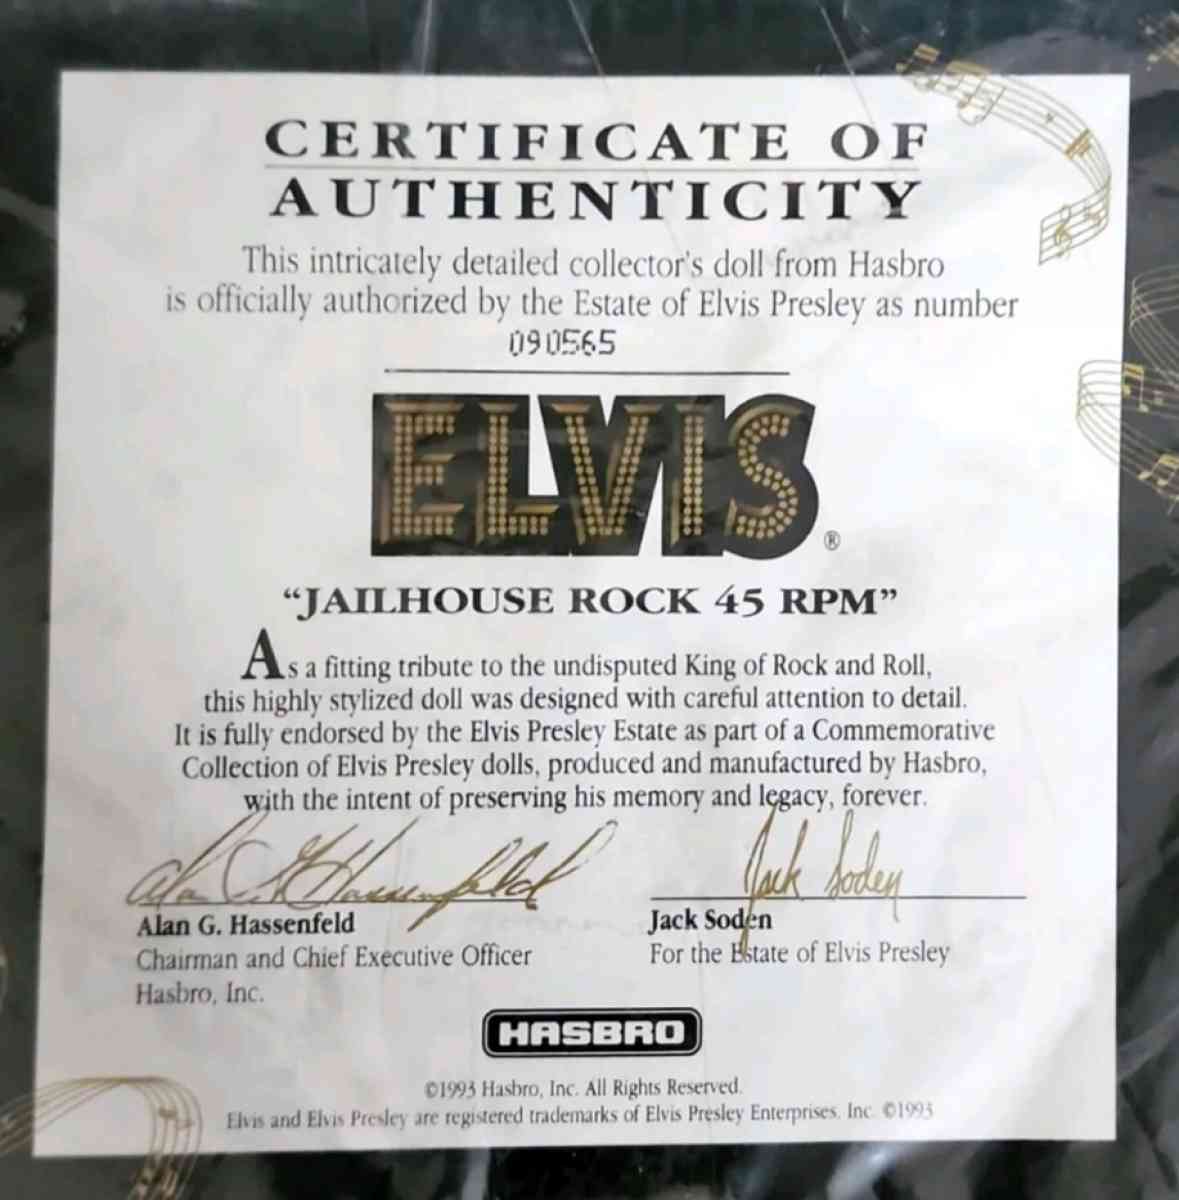 CERTIFICATE OF
AUTHENTICITY
This intricately detailed collector's doll from Hasbro
is officially authorized by the Estate of Elvis Presley as number
090565
ELVIS®
“JAILHOUSE ROCK 45 RPM”
As a fitting tribute to the undisputed King of Rock and Roll,
this highly stylized doll was designed with careful attention to detail.
It is fully endorsed by the Elvis Presley Estate as part of a Commemorative
Collection of Elvis Presley dolls, produced and manufactured by Hasbro,
with the intent of preserving his memory and legacy, forever.
Alan G. Hassenfeld
Jack Soden
Alan G. Hassenfeld
Chairman and Chief Executive Officer
Hasbro, Inc.
Jack Soden
For the Estate of Elvis Presley
HASBRO
©1993 Hasbro, Inc. All Rights Reserved.
Elvis and Elvis Presley are registered trademarks of Elvis Presley Enterprises, Inc. ©1993